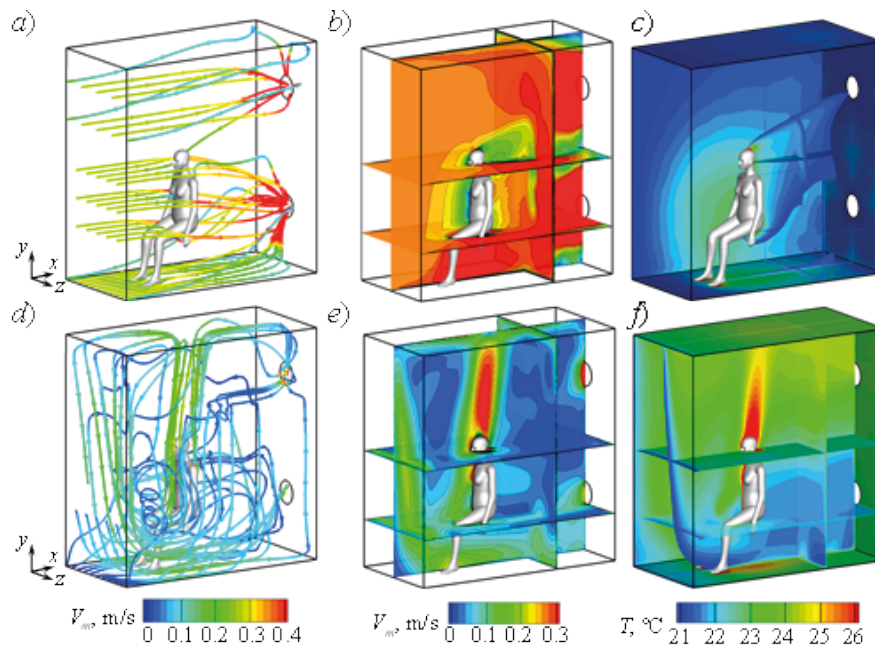 a) b) c)
y
x
z
d) e) f)
y
x
z
V_m, m/s 0 0.1 0.2 0.3 0.4
V_m, m/s 0 0.1 0.2 0.3
T, °C 21 22 23 24 25 26